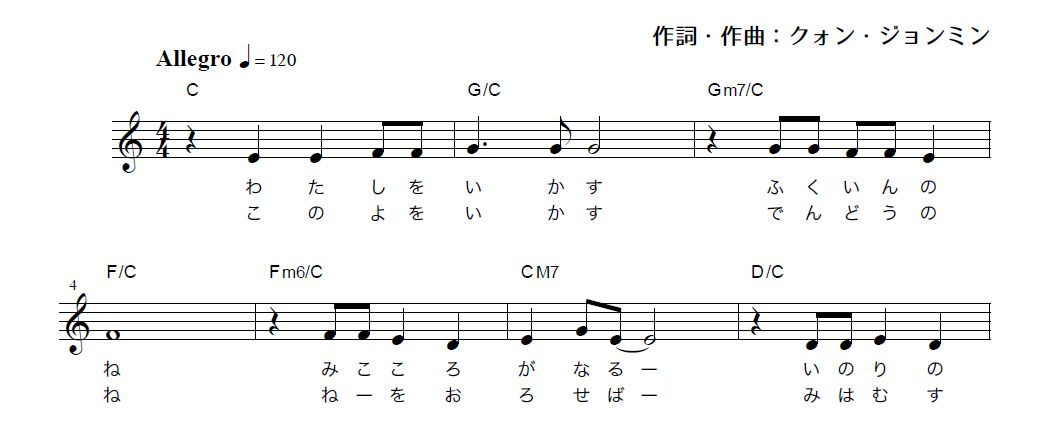 作詞・作曲：クォン・ジョンミン
Allegro ♩= 120
C G/C Gm7/C
わ た し を い か す ふ く い ん の
こ の よ を い か す で ん ど う の
4
F/C Fm6/C CM7 D/C
ね み こ こ ろ が な る ー い の り の
ね ね ー を お ろ せ ば ー み は む す